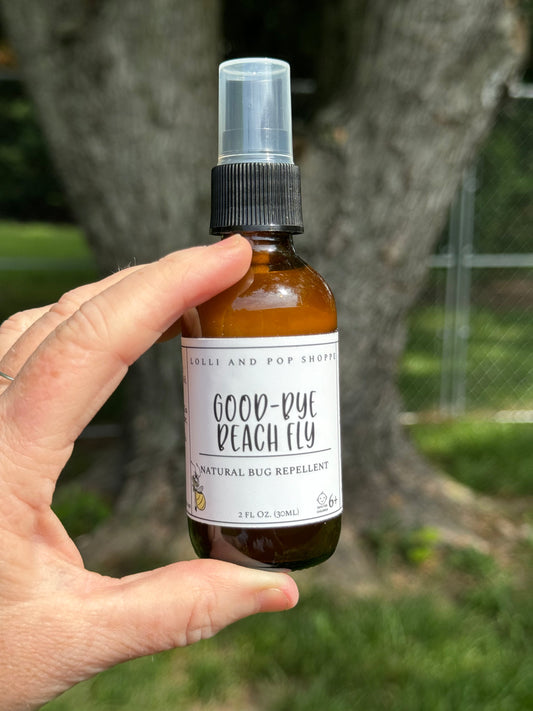 LOLLI AND POP SHOPPE
GOOD-BYE
BEACH FLY
NATURAL BUG REPELLENT
2 FL OZ. (30ML)
6+